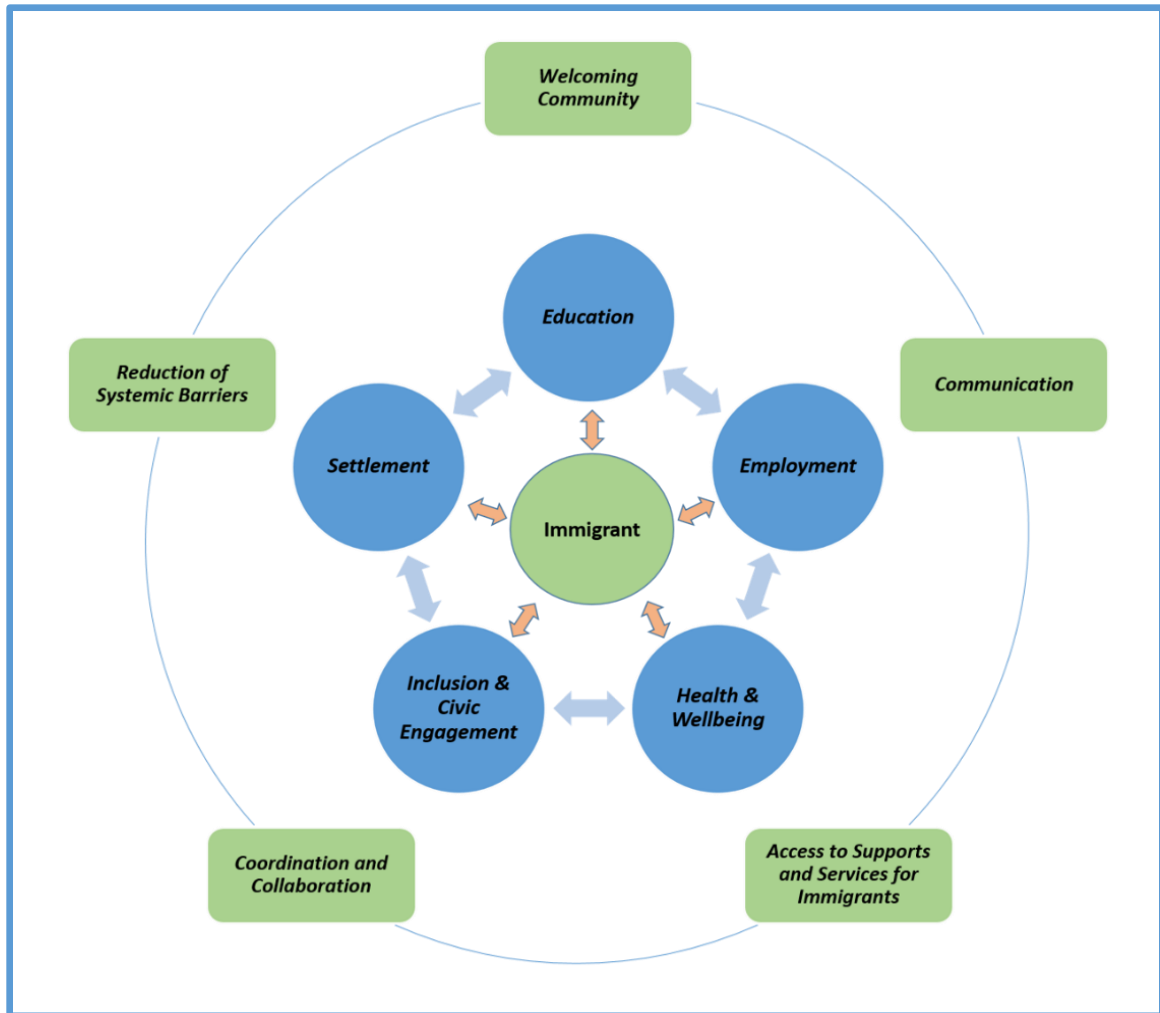 Welcoming
Community
Education
Reduction of
Systemic Barriers
Communication
Settlement
Employment
Immigrant
Inclusion &
Civic
Engagement
Health &
Wellbeing
Coordination and
Collaboration
Access to Supports
and Services for
Immigrants